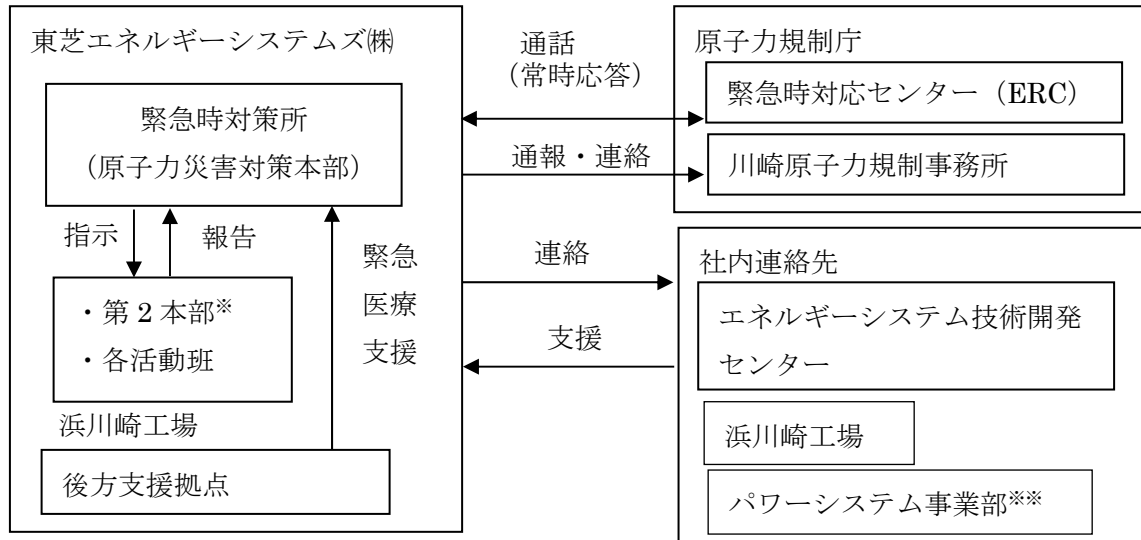 東芝エネルギーシステムズ㈱
緊急時対策所
（原子力災害対策本部）
指示
報告
・第２本部※
・各活動班
浜川崎工場
後方支援拠点
緊急
医療
支援
通話
（常時応答）
通報・連絡
連絡
支援
原子力規制庁
緊急時対応センター（ERC）
川崎原子力規制事務所
社内連絡先
エネルギーシステム技術開発
センター
浜川崎工場
パワーシステム事業部※※